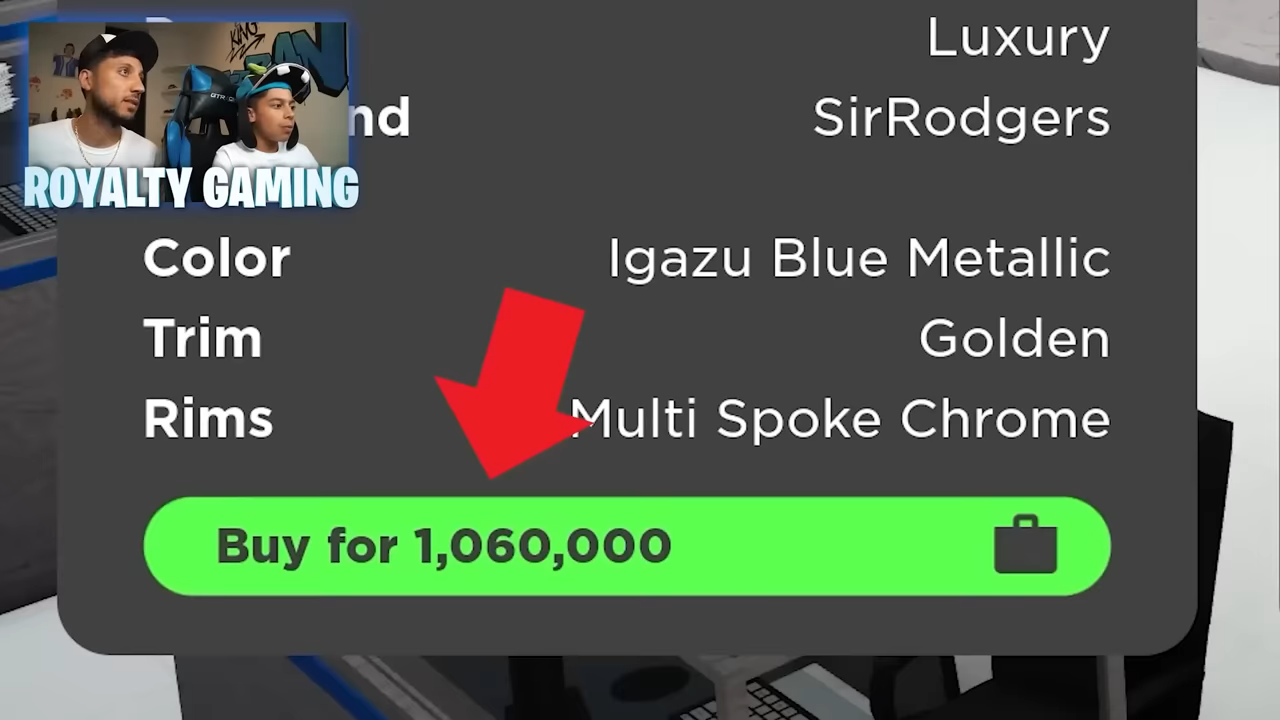 Luxury
SirRodgers
ROYALTY GAMING
Color Igazu Blue Metallic
Trim Golden
Rims Multi Spoke Chrome
Buy for 1,060,000